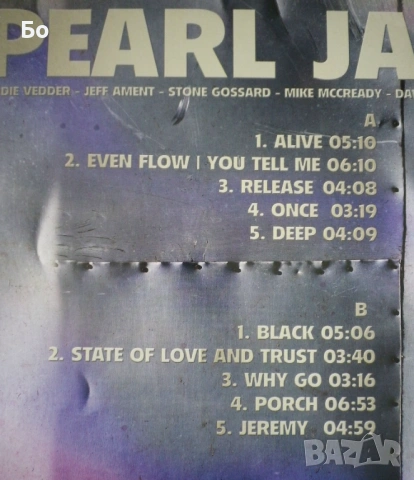 Бо
PEARL JA
DIE VEDDER - JEFF AMENT - STONE GOSSARD - MIKE MCCREADY - DAV
A
1. ALIVE 05:10
2. EVEN FLOW | YOU TELL ME 06:10
3. RELEASE 04:08
4. ONCE 03:19
5. DEEP 04:09
B
1. BLACK 05:06
2. STATE OF LOVE AND TRUST 03:40
3. WHY GO 03:16
4. PORCH 06:53
5. JEREMY 04:59
BAZAR